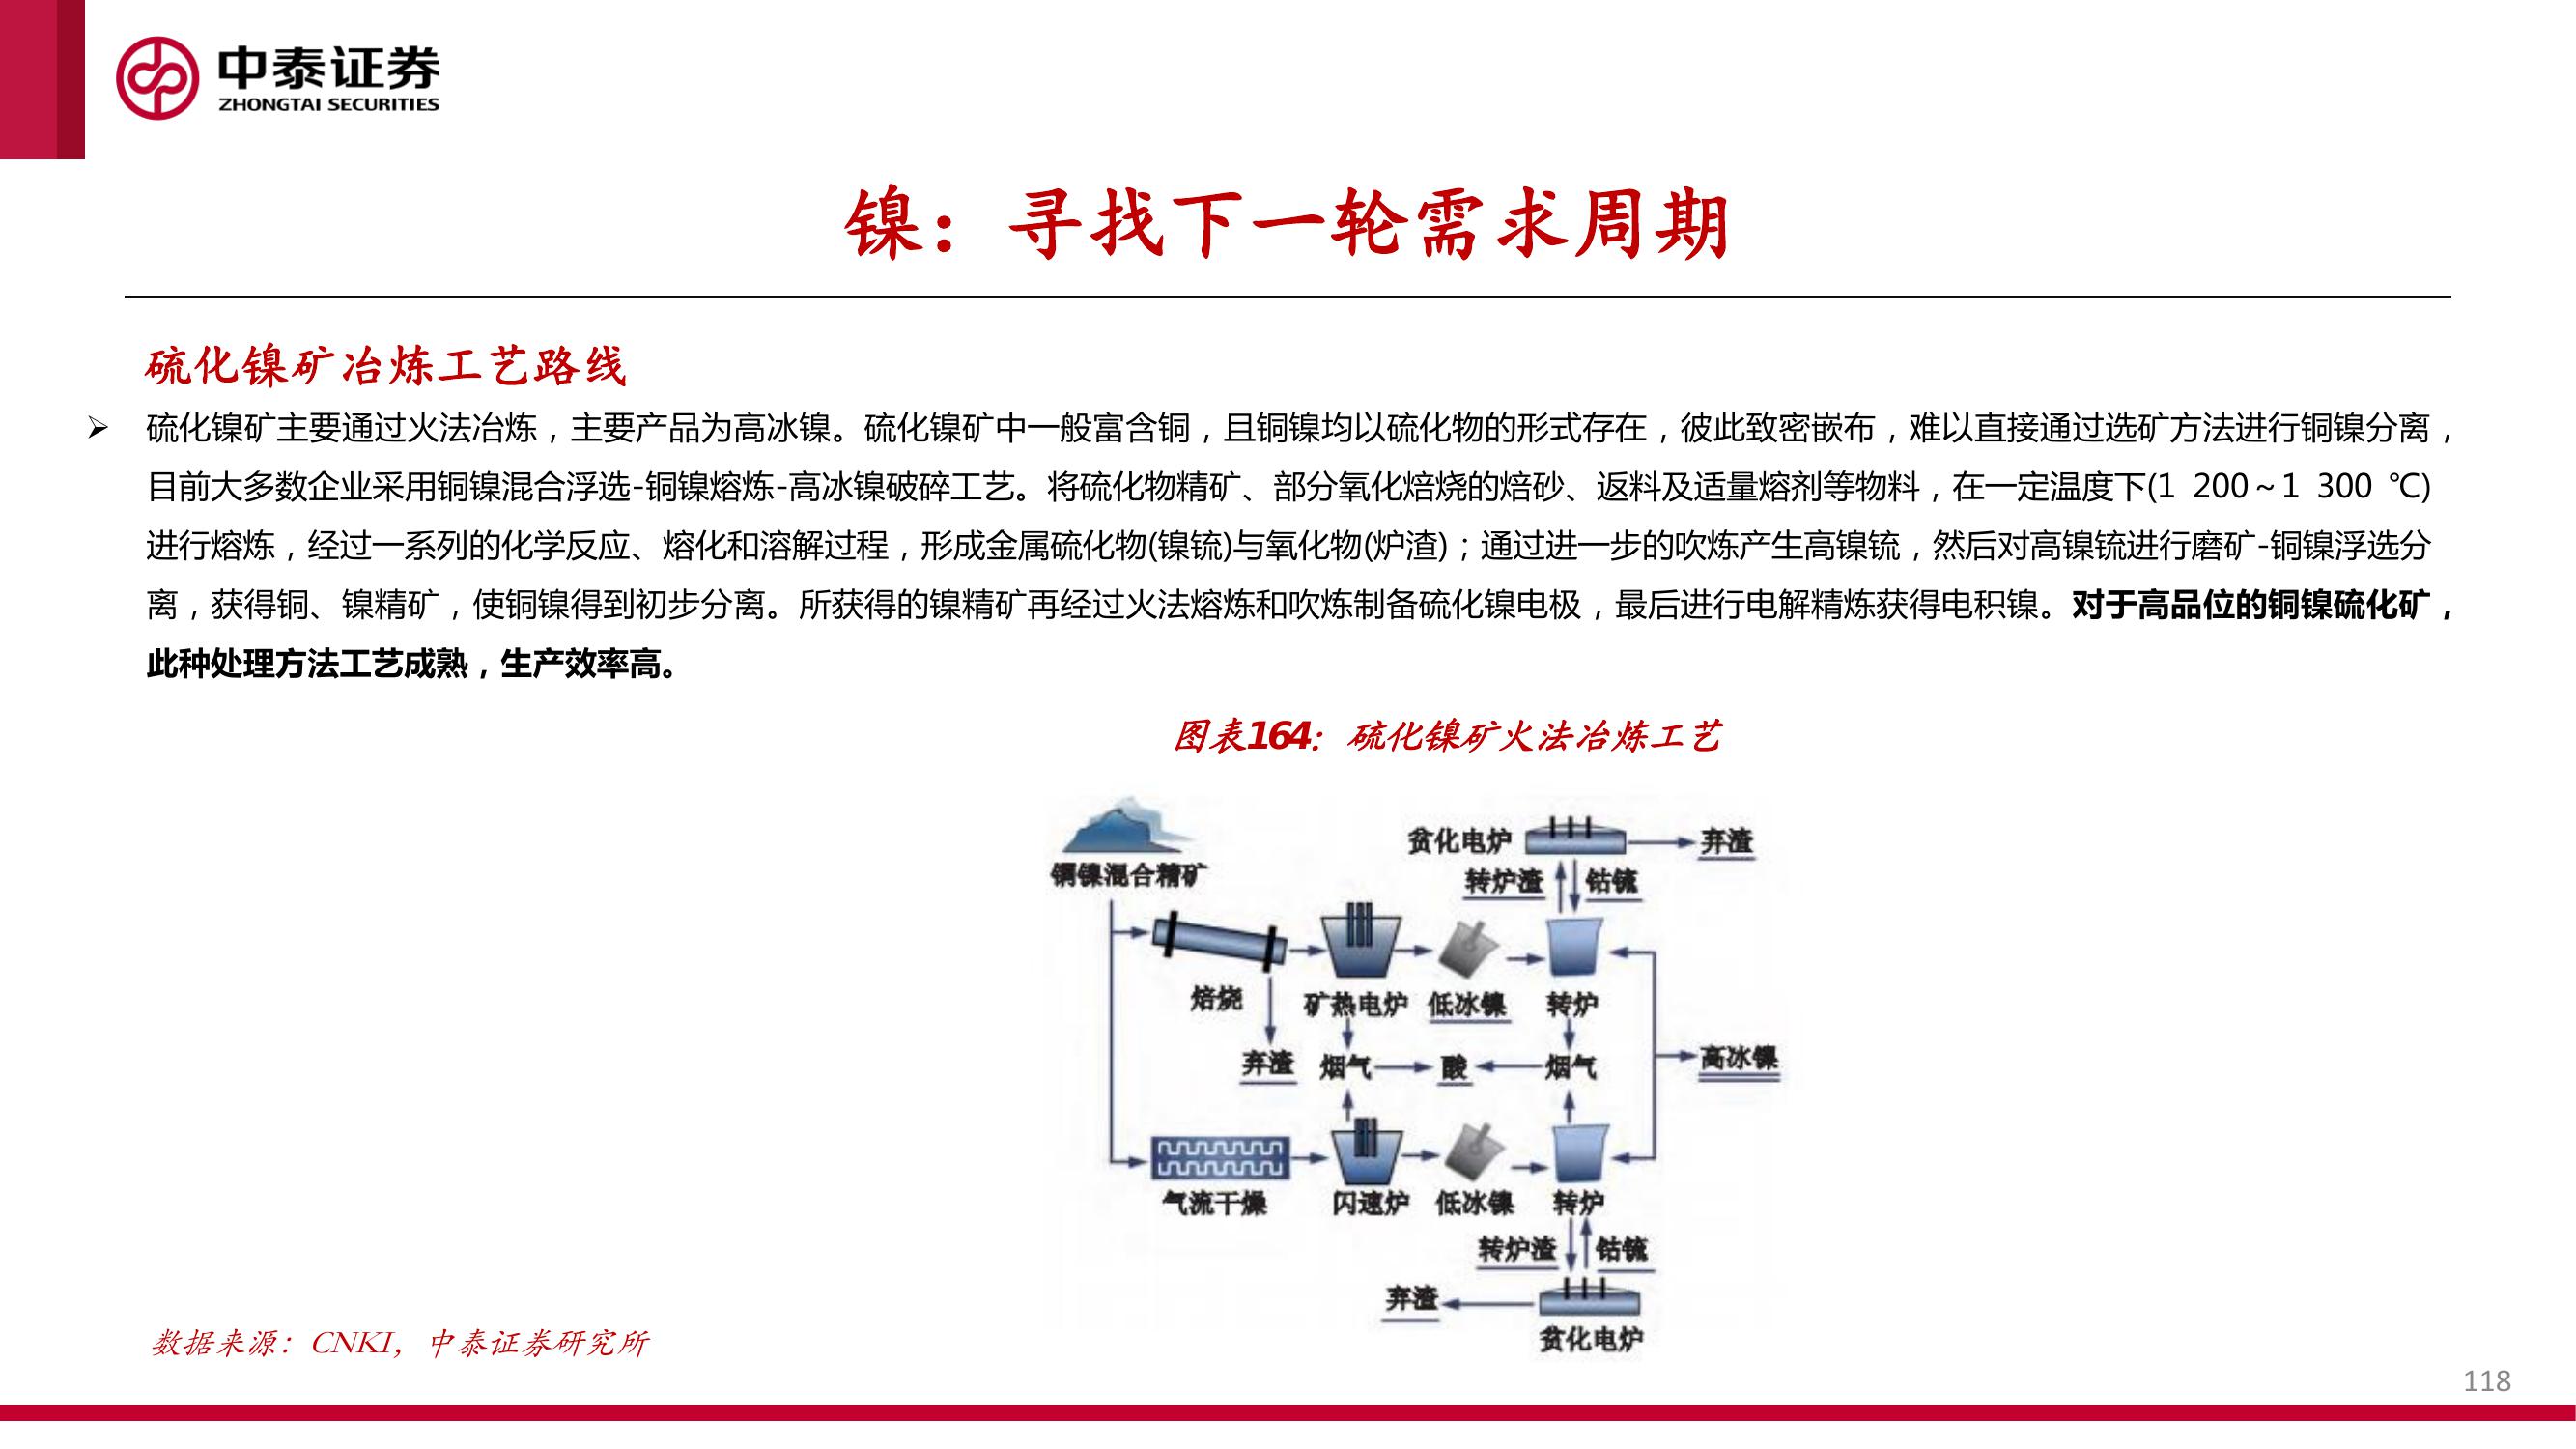 中泰证券
ZHONGTAI SECURITIES
镍：寻找下一轮需求周期
硫化镍矿冶炼工艺路线
➢ 硫化镍矿主要通过火法冶炼，主要产品为高冰镍。硫化镍矿中一般富含铜，且铜镍均以硫化物的形式存在，彼此致密嵌布，难以直接通过选矿方法进行铜镍分离，
目前大多数企业采用铜镍混合浮选-铜镍熔炼-高冰镍破碎工艺。将硫化物精矿、部分氧化焙烧的焙砂、返料及适量熔剂等物料，在一定温度下(1 200～1 300 ℃)
进行熔炼，经过一系列的化学反应、熔化和溶解过程，形成金属硫化物(镍锍)与氧化物(炉渣)；通过进一步的吹炼产生高镍锍，然后对高镍锍进行磨矿-铜镍浮选分
离，获得铜、镍精矿，使铜镍得到初步分离。所获得的镍精矿再经过火法熔炼和吹炼制备硫化镍电极，最后进行电解精炼获得电积镍。对于高品位的铜镍硫化矿，
此种处理方法工艺成熟，生产效率高。
图表164：硫化镍矿火法冶炼工艺
贫化电炉 弃渣
铜镍混合精矿
转炉渣 钴锍
焙烧 矿热电炉 低冰镍 转炉
弃渣 烟气 酸 烟气 高冰镍
气流干燥 闪速炉 低冰镍 转炉
转炉渣 钴锍
弃渣
贫化电炉
数据来源：CNKI，中泰证券研究所
118